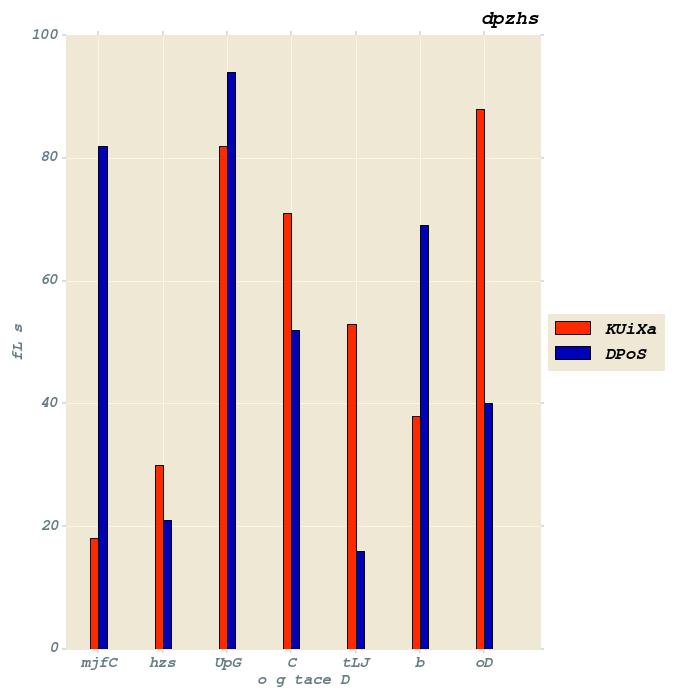 dpzhs
100
80
60
40
20
0
fL s
mjfC hzs UpG C tLJ b oD
o g tace D
KUiXa
DPoS